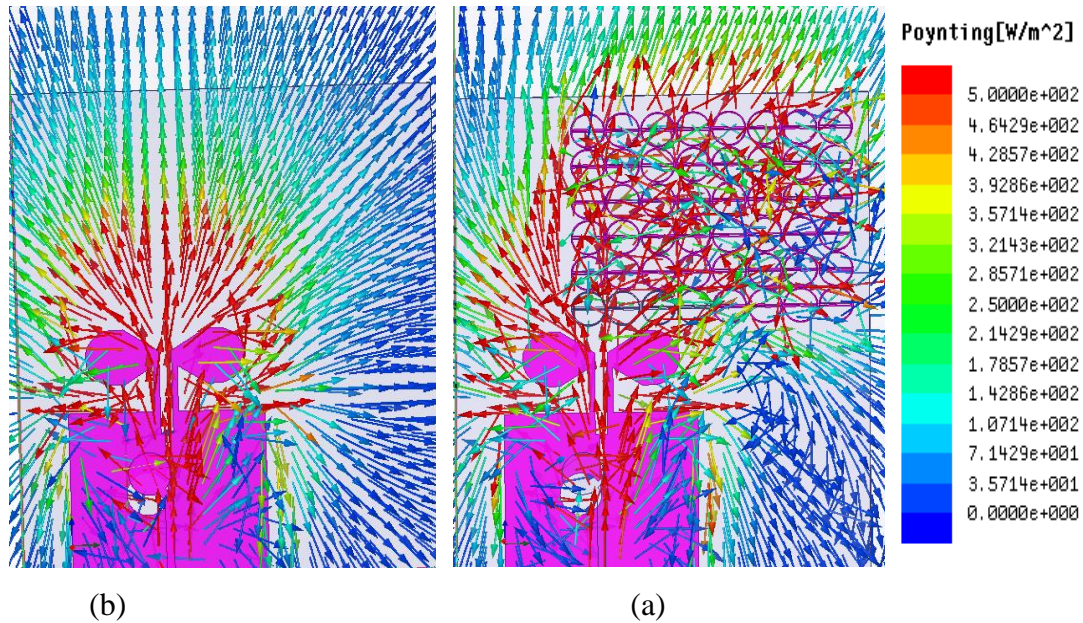 Poynting[W/m^2]
5.0000e+002
4.6429e+002
4.2857e+002
3.9286e+002
3.5714e+002
3.2143e+002
2.8571e+002
2.5000e+002
2.1429e+002
1.7857e+002
1.4286e+002
1.0714e+002
7.1429e+001
3.5714e+001
0.0000e+000
(b) (a)